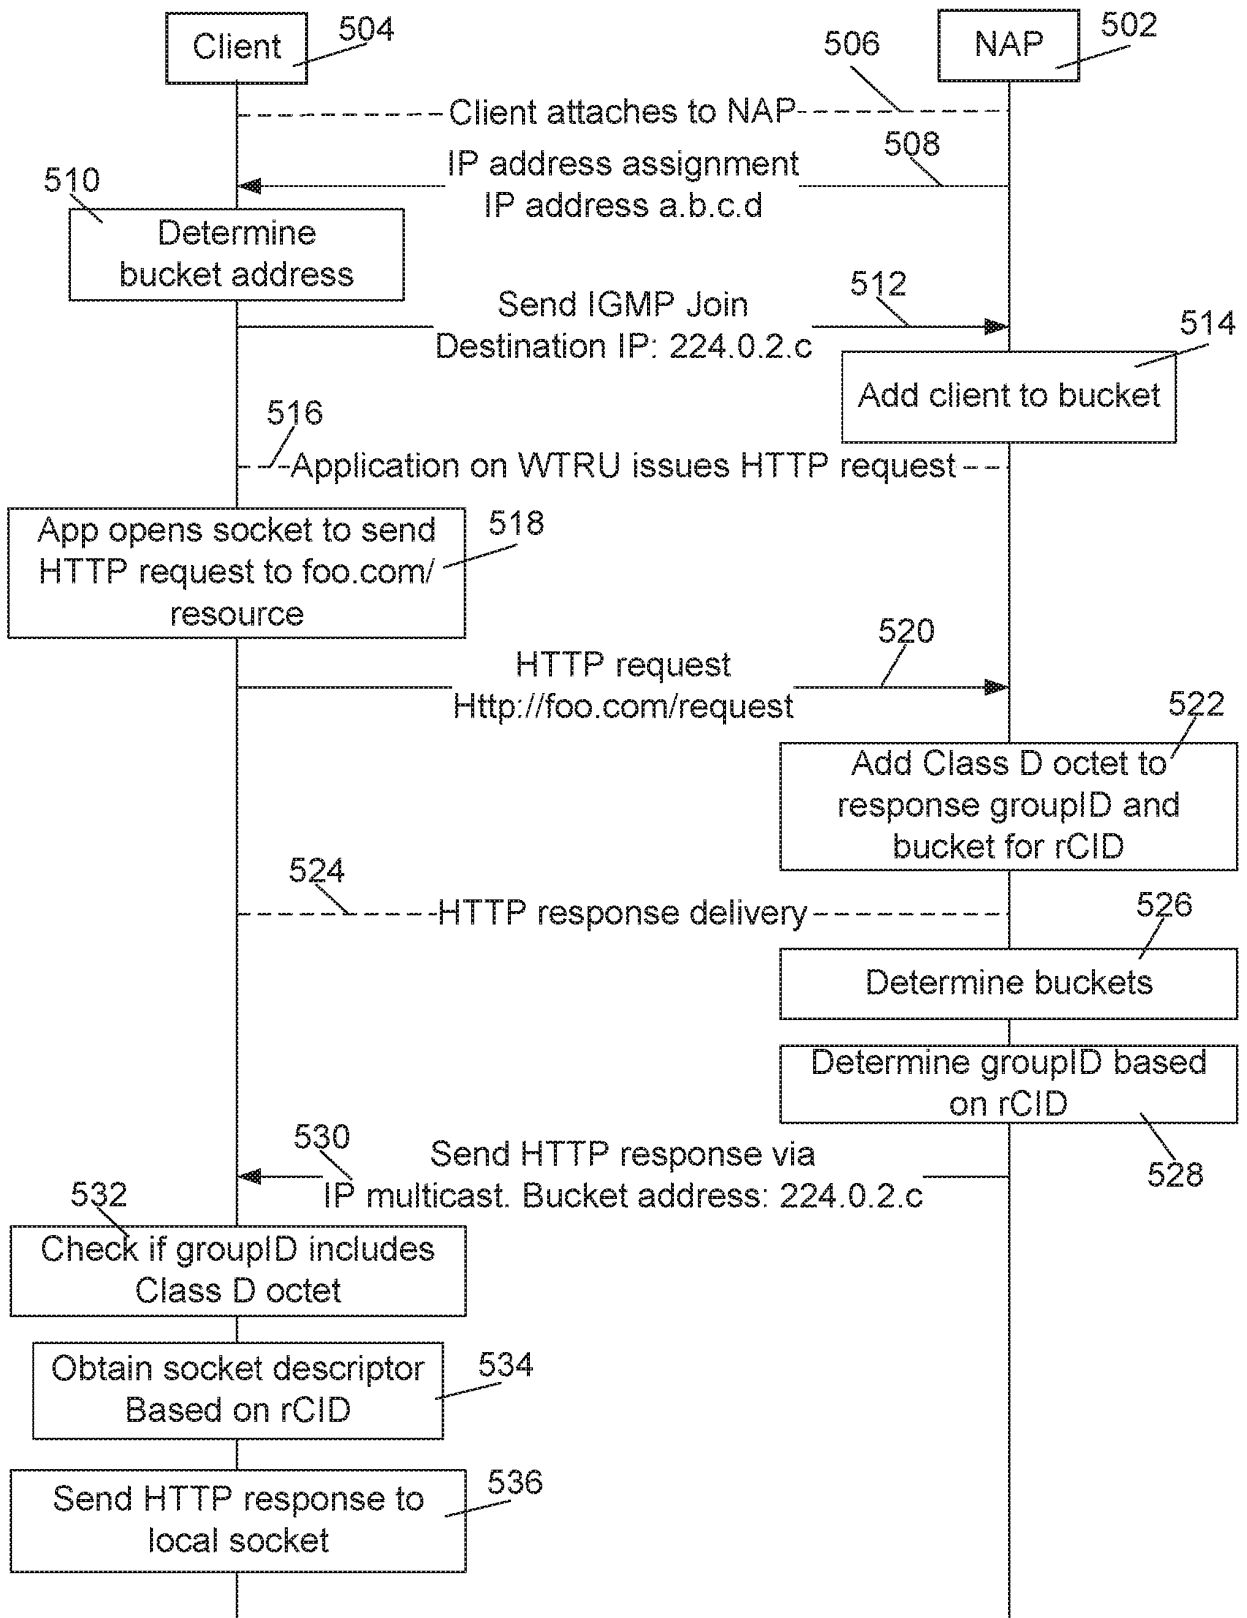 Client
504
NAP
502
506
Client attaches to NAP
508
IP address assignment
IP address a.b.c.d
510
Determine
bucket address
512
Send IGMP Join
Destination IP: 224.0.2.c
514
Add client to bucket
516
Application on WTRU issues HTTP request
App opens socket to send
HTTP request to foo.com/
resource
518
520
HTTP request
Http://foo.com/request
522
Add Class D octet to
response groupID and
bucket for rCID
524
HTTP response delivery
526
Determine buckets
Determine groupID based
on rCID
528
530
Send HTTP response via
IP multicast. Bucket address: 224.0.2.c
532
Check if groupID includes
Class D octet
Obtain socket descriptor
Based on rCID
534
Send HTTP response to
local socket
536